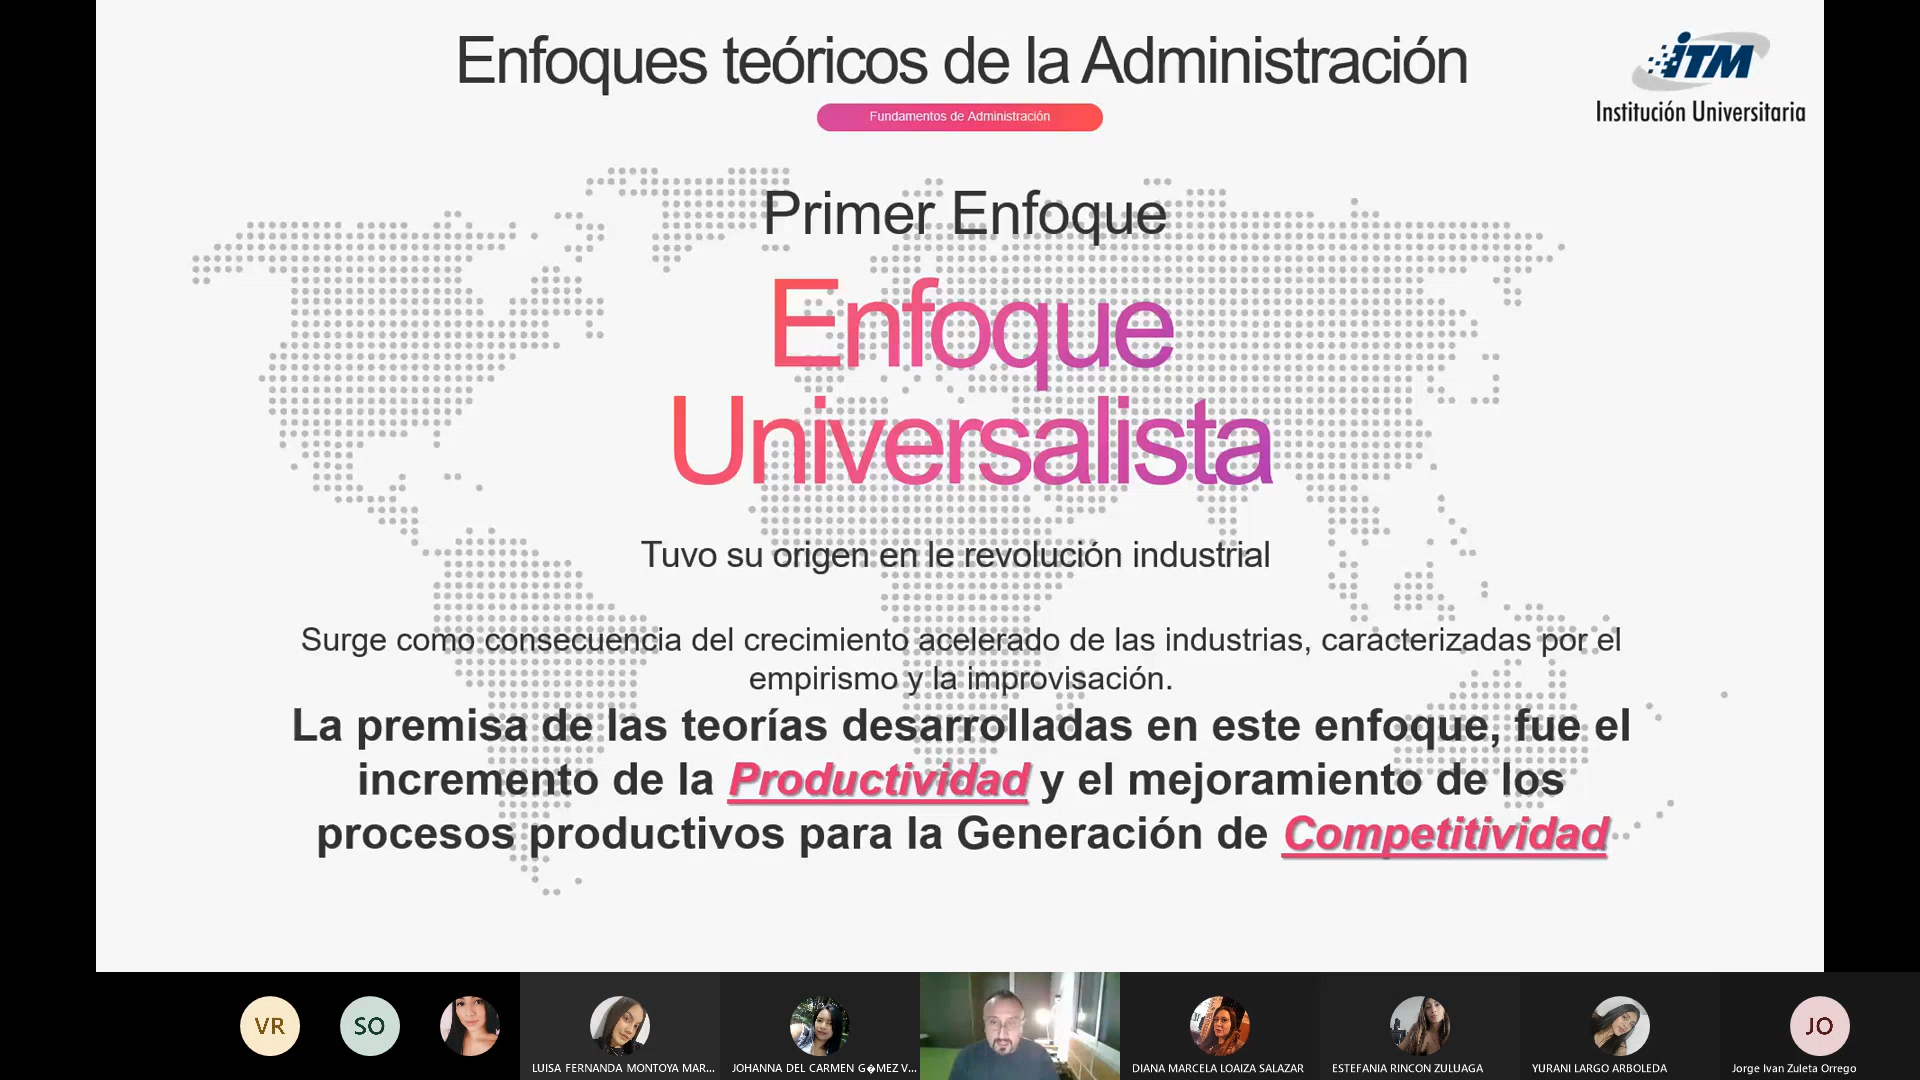 Enfoques teóricos de la Administración
Fundamentos de Administración
iTM
Institución Universitaria
Primer Enfoque
Enfoque
Universalista
Tuvo su origen en le revolución industrial
Surge como consecuencia del crecimiento acelerado de las industrias, caracterizadas por el
empirismo y la improvisación.
La premisa de las teorías desarrolladas en este enfoque, fue el
incremento de la Productividad y el mejoramiento de los
procesos productivos para la Generación de Competitividad
VR
SO
JO
LUISA FERNANDA MONTOYA MAR...
JOHANNA DEL CARMEN G�MEZ V...
DIANA MARCELA LOAIZA SALAZAR
ESTEFANIA RINCON ZULUAGA
YURANI LARGO ARBOLEDA
Jorge Ivan Zuleta Orrego